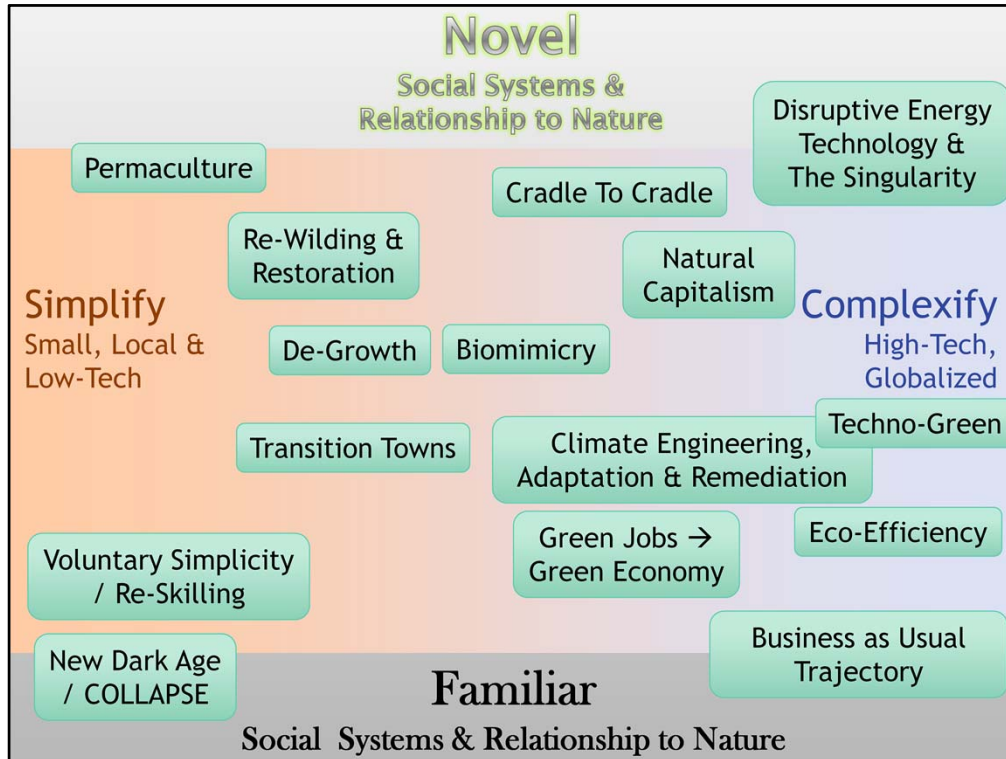 Novel
Social Systems &
Relationship to Nature
Disruptive Energy
Technology &
The Singularity
Permaculture
Cradle To Cradle
Re-Wilding &
Restoration
Natural
Capitalism
Simplify
Small, Local &
Low-Tech
Complexify
High-Tech,
Globalized
De-Growth
Biomimicry
Techno-Green
Transition Towns
Climate Engineering,
Adaptation & Remediation
Green Jobs →
Green Economy
Eco-Efficiency
Voluntary Simplicity
/ Re-Skilling
New Dark Age
/ COLLAPSE
Business as Usual
Trajectory
Familiar
Social Systems & Relationship to Nature